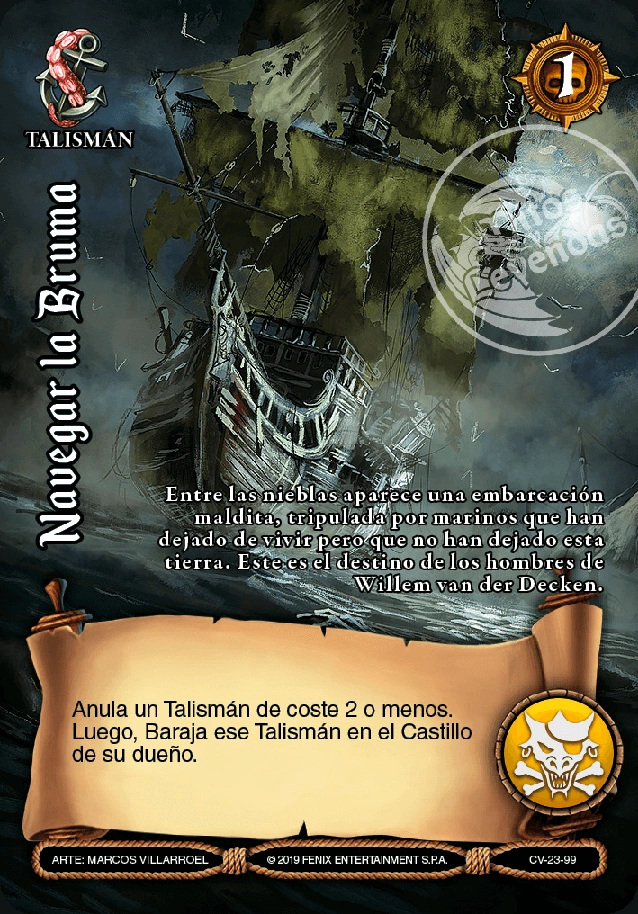 1
TALISMÁN
Navegar la Bruma
Entre las nieblas aparece una embarcación
maldita, tripulada por marinos que han
dejado de vivir pero que no han dejado esta
tierra. Este es el destino de los hombres de
Willem van der Decken.
Anula un Talismán de coste 2 o menos.
Luego, Baraja ese Talismán en el Castillo
de su dueño.
ARTE: MARCOS VILLARROEL
© 2019 FENIX ENTERTAINMENT S.P.A.
CV-23-99